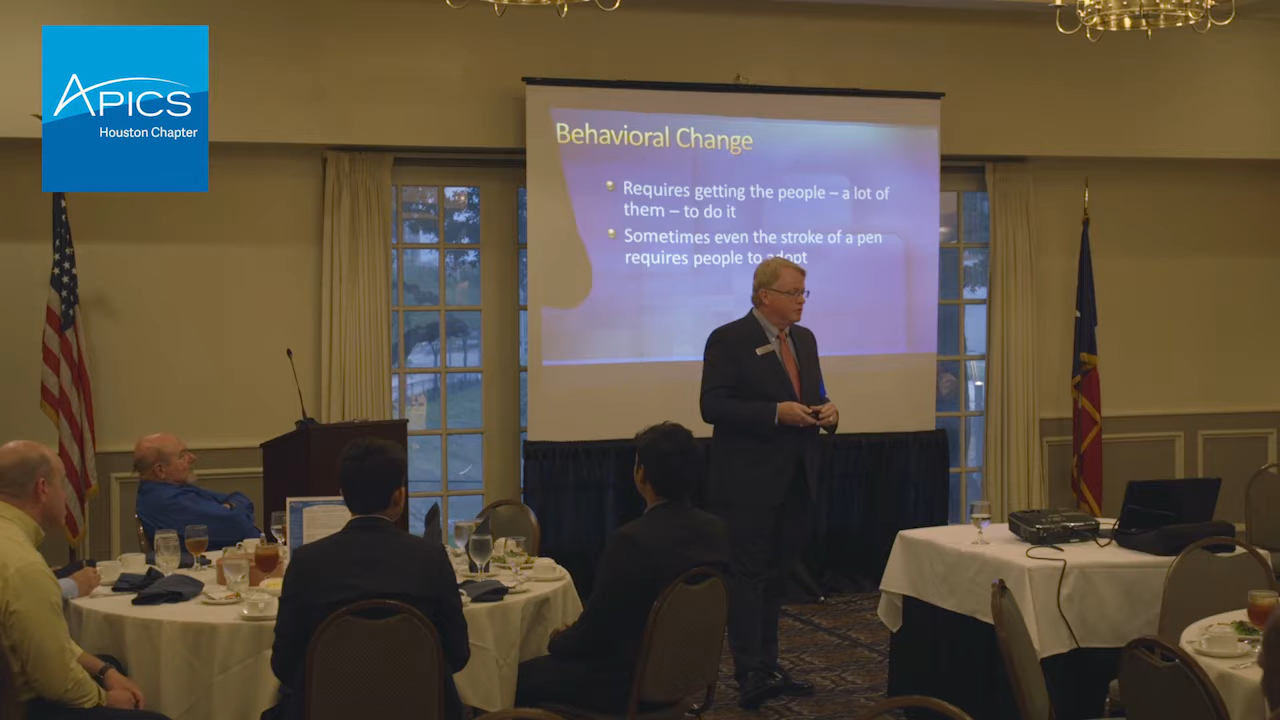 APICS
Houston Chapter
Behavioral Change
Requires getting the people – a lot of
them – to do it
Sometimes even the stroke of a pen
requires people to adopt